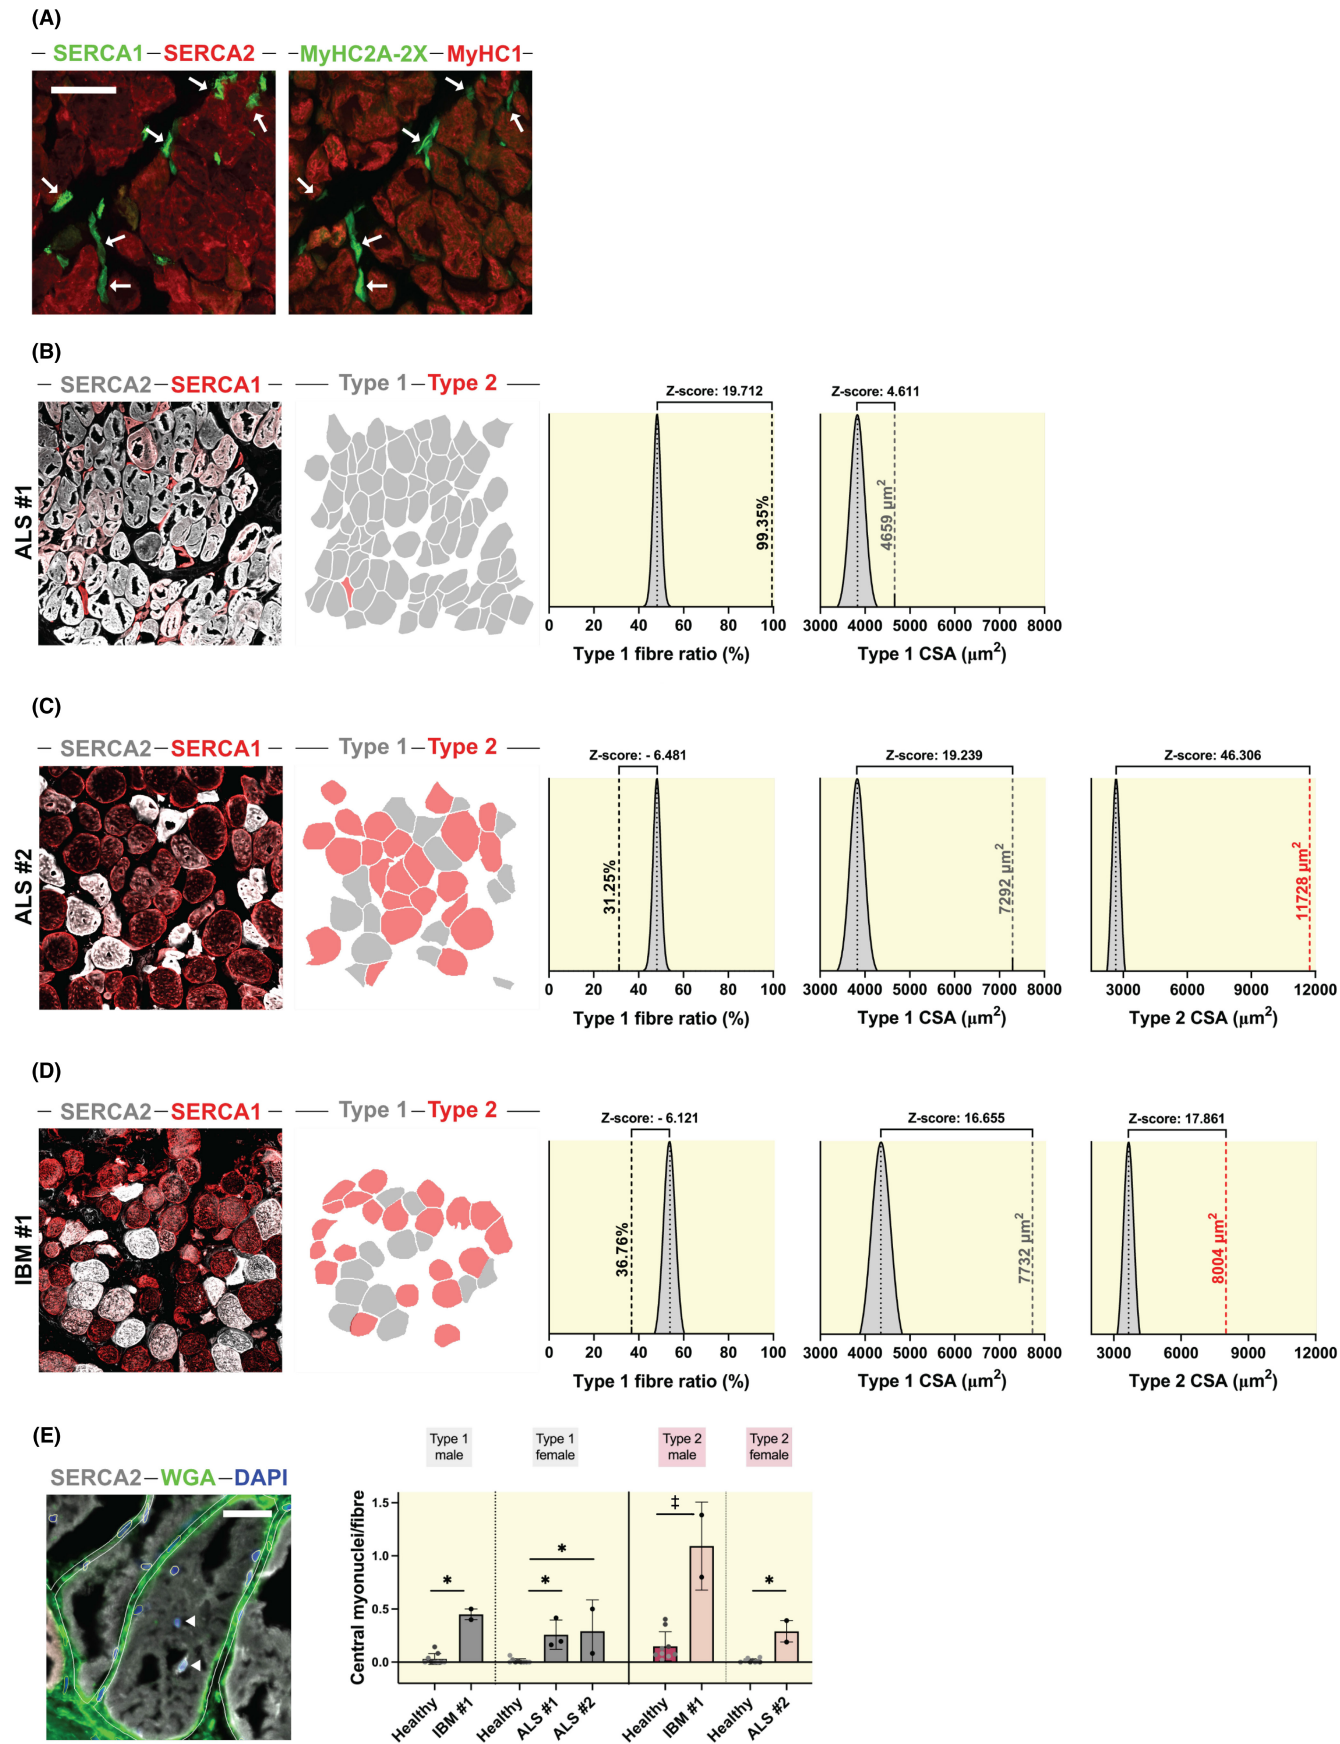 (A)
SERCA1 – SERCA2
MyHC2A-2X – MyHC1
(B)
SERCA2 – SERCA1
Type 1 – Type 2
ALS #1
Z-score: 19.712
99.35%
0 20 40 60 80 100
Type 1 fibre ratio (%)
Z-score: 4.611
4659 µm²
3000 4000 5000 6000 7000 8000
Type 1 CSA (µm²)
(C)
SERCA2 – SERCA1
Type 1 – Type 2
ALS #2
Z-score: - 6.481
31.25%
0 20 40 60 80 100
Type 1 fibre ratio (%)
Z-score: 19.239
7292 µm²
3000 4000 5000 6000 7000 8000
Type 1 CSA (µm²)
Z-score: 46.306
11728 µm²
3000 6000 9000 12000
Type 2 CSA (µm²)
(D)
SERCA2 – SERCA1
Type 1 – Type 2
IBM #1
Z-score: - 6.121
36.76%
0 20 40 60 80 100
Type 1 fibre ratio (%)
Z-score: 16.655
7732 µm²
3000 4000 5000 6000 7000 8000
Type 1 CSA (µm²)
Z-score: 17.861
8004 µm²
3000 6000 9000 12000
Type 2 CSA (µm²)
(E)
SERCA2 – WGA – DAPI
Type 1
male
Type 1
female
Type 2
male
Type 2
female
Central myonuclei/fibre
1.5
1.0
0.5
0.0
*
*
*
‡
*
Healthy
IBM #1
Healthy
ALS #1
ALS #2
Healthy
IBM #1
Healthy
ALS #2